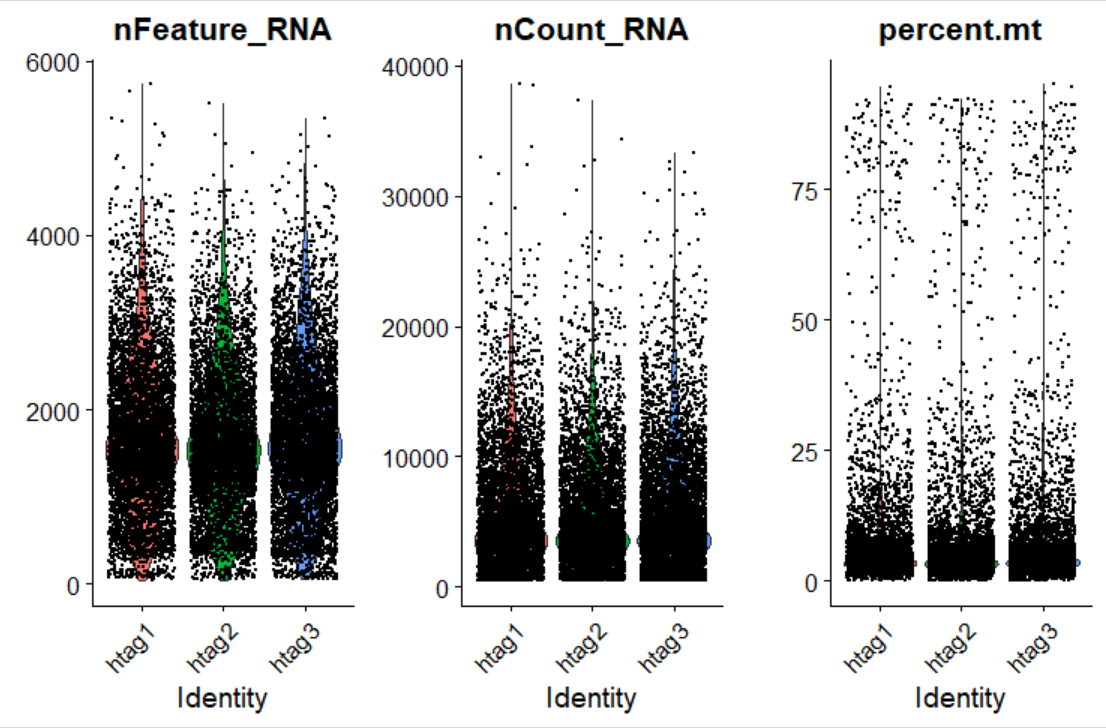 nFeature_RNA
6000
4000
2000
0
htag1
htag2
htag3
Identity
nCount_RNA
40000
30000
20000
10000
0
htag1
htag2
htag3
Identity
percent.mt
75
50
25
0
htag1
htag2
htag3
Identity